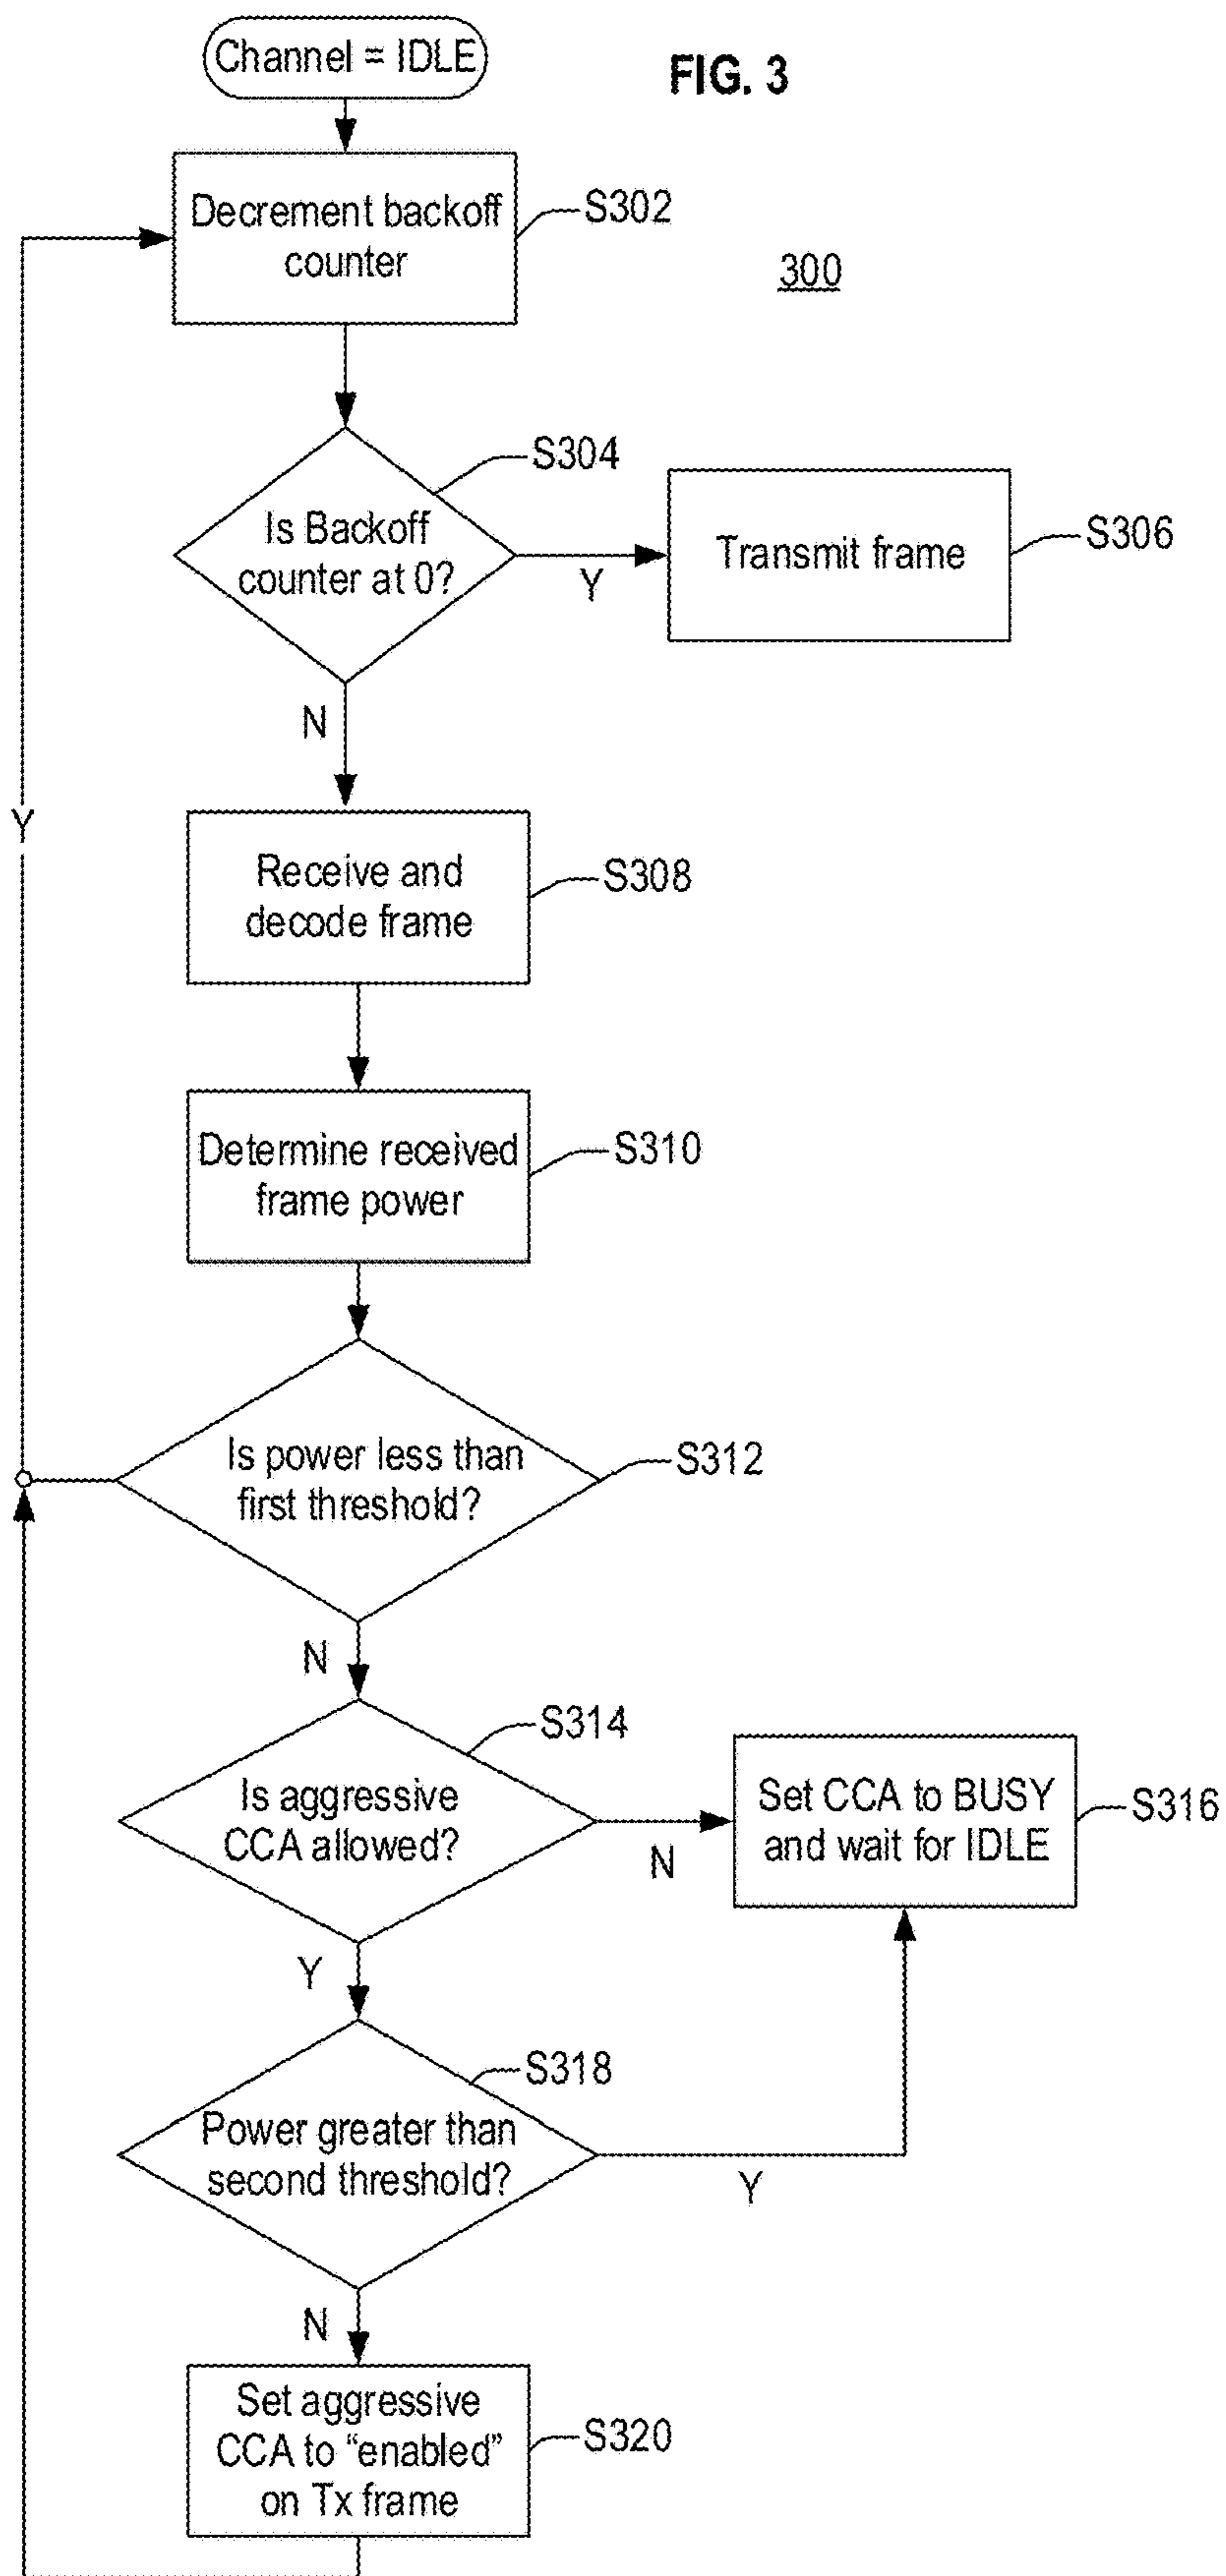 Channel = IDLE
FIG. 3
Decrement backoff
counter
S302
300
S304
Is Backoff
counter at 0?
Y
Transmit frame
S306
N
Y
Receive and
decode frame
S308
Determine received
frame power
S310
Is power less than
first threshold?
S312
N
S314
Is aggressive
CCA allowed?
N
Set CCA to BUSY
and wait for IDLE
S316
Y
S318
Power greater than
second threshold?
Y
N
Set aggressive
CCA to “enabled”
on Tx frame
S320